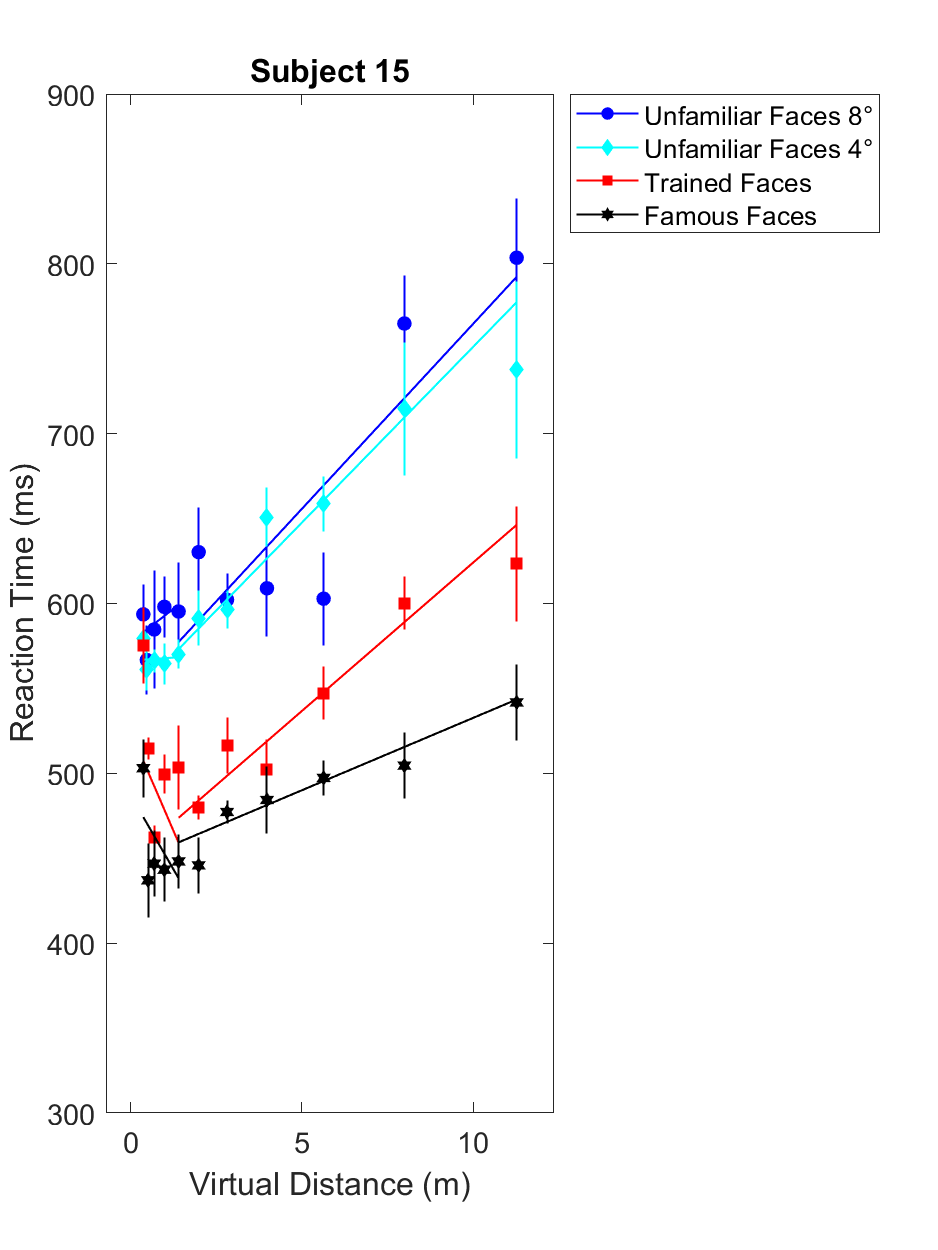 Subject 15
900
800
700
600
500
400
300
Reaction Time (ms)
0 5 10
Virtual Distance (m)
Unfamiliar Faces 8°
Unfamiliar Faces 4°
Trained Faces
Famous Faces